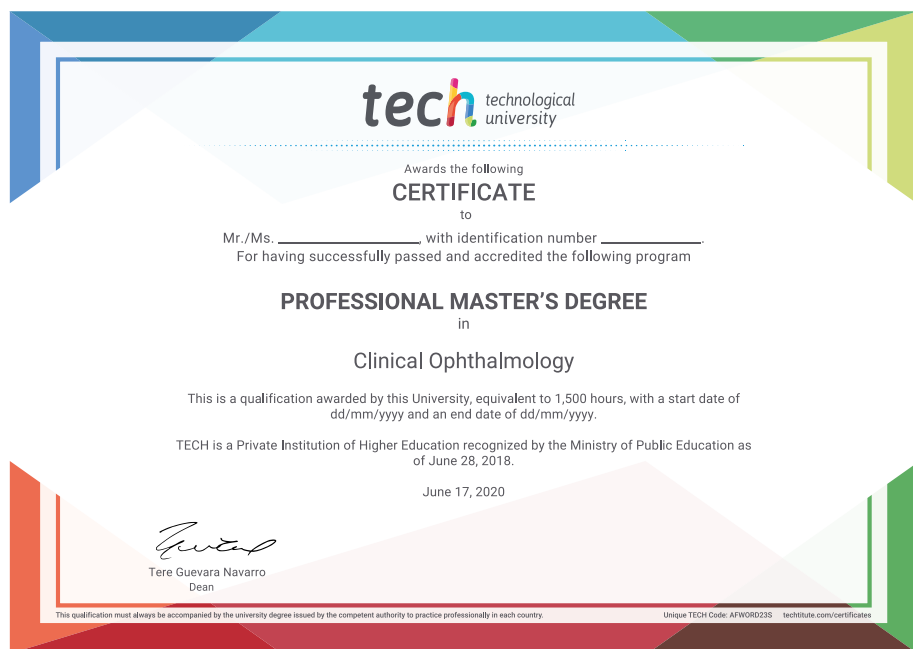 tech technological
university
Awards the following
CERTIFICATE
to
Mr./Ms. ____________________, with identification number ______________.
For having successfully passed and accredited the following program
PROFESSIONAL MASTER'S DEGREE
in
Clinical Ophthalmology
This is a qualification awarded by this University, equivalent to 1,500 hours, with a start date of
dd/mm/yyyy and an end date of dd/mm/yyyy.
TECH is a Private Institution of Higher Education recognized by the Ministry of Public Education as
of June 28, 2018.
June 17, 2020
Tere Guevara Navarro
Dean
This qualification must always be accompanied by the university degree issued by the competent authority to practice professionally in each country. Unique TECH Code: AFWORD23S techtitute.com/certificates